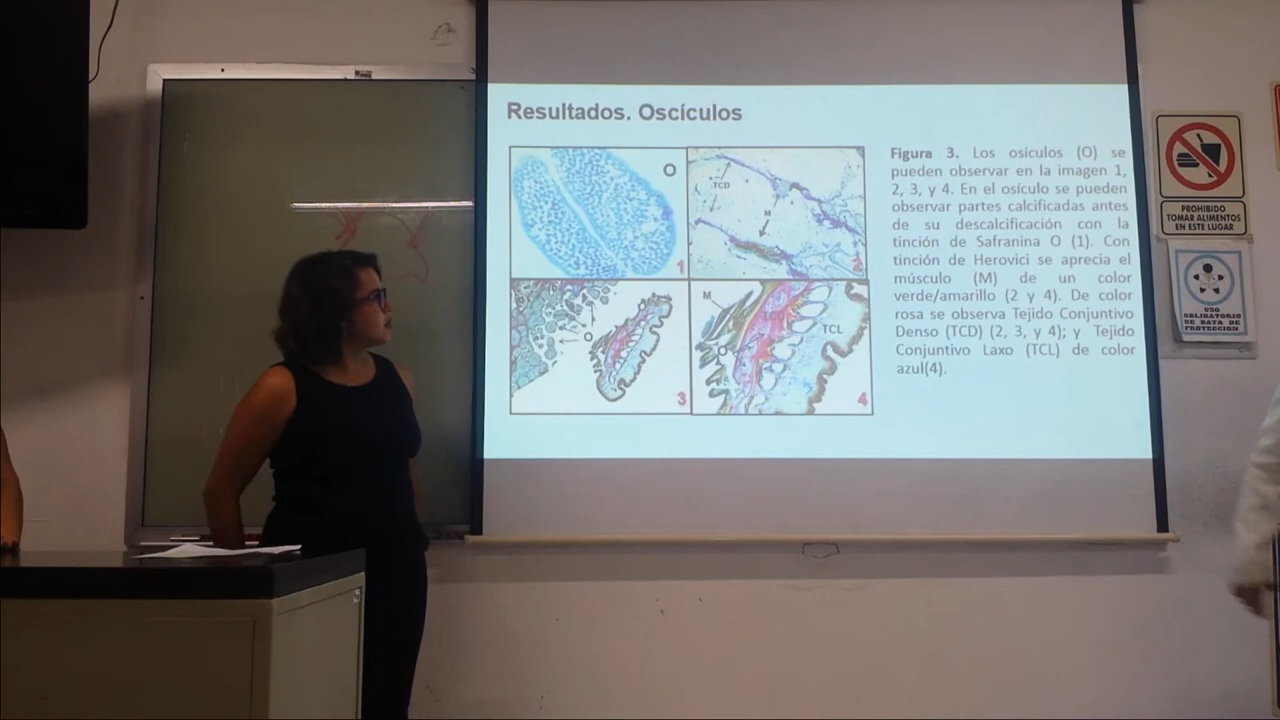 Resultados. Oscículos
O
1
TCD
M
2
O
3
M
TCD
TCL
O
4
Figura 3. Los osículos (O) se
pueden observar en la imagen 1,
2, 3, y 4. En el osículo se pueden
observar partes calcificadas antes
de su descalcificación con la
tinción de Safranina O (1). Con
tinción de Herovici se aprecia el
músculo (M) de un color
verde/amarillo (2 y 4). De color
rosa se observa Tejido Conjuntivo
Denso (TCD) (2, 3, y 4); y Tejido
Conjuntivo Laxo (TCL) de color
azul(4).
PROHIBIDO
TOMAR ALIMENTOS
EN ESTE LUGAR
USO
OBLIGATORIO
DE BATA DE
PROTECCION